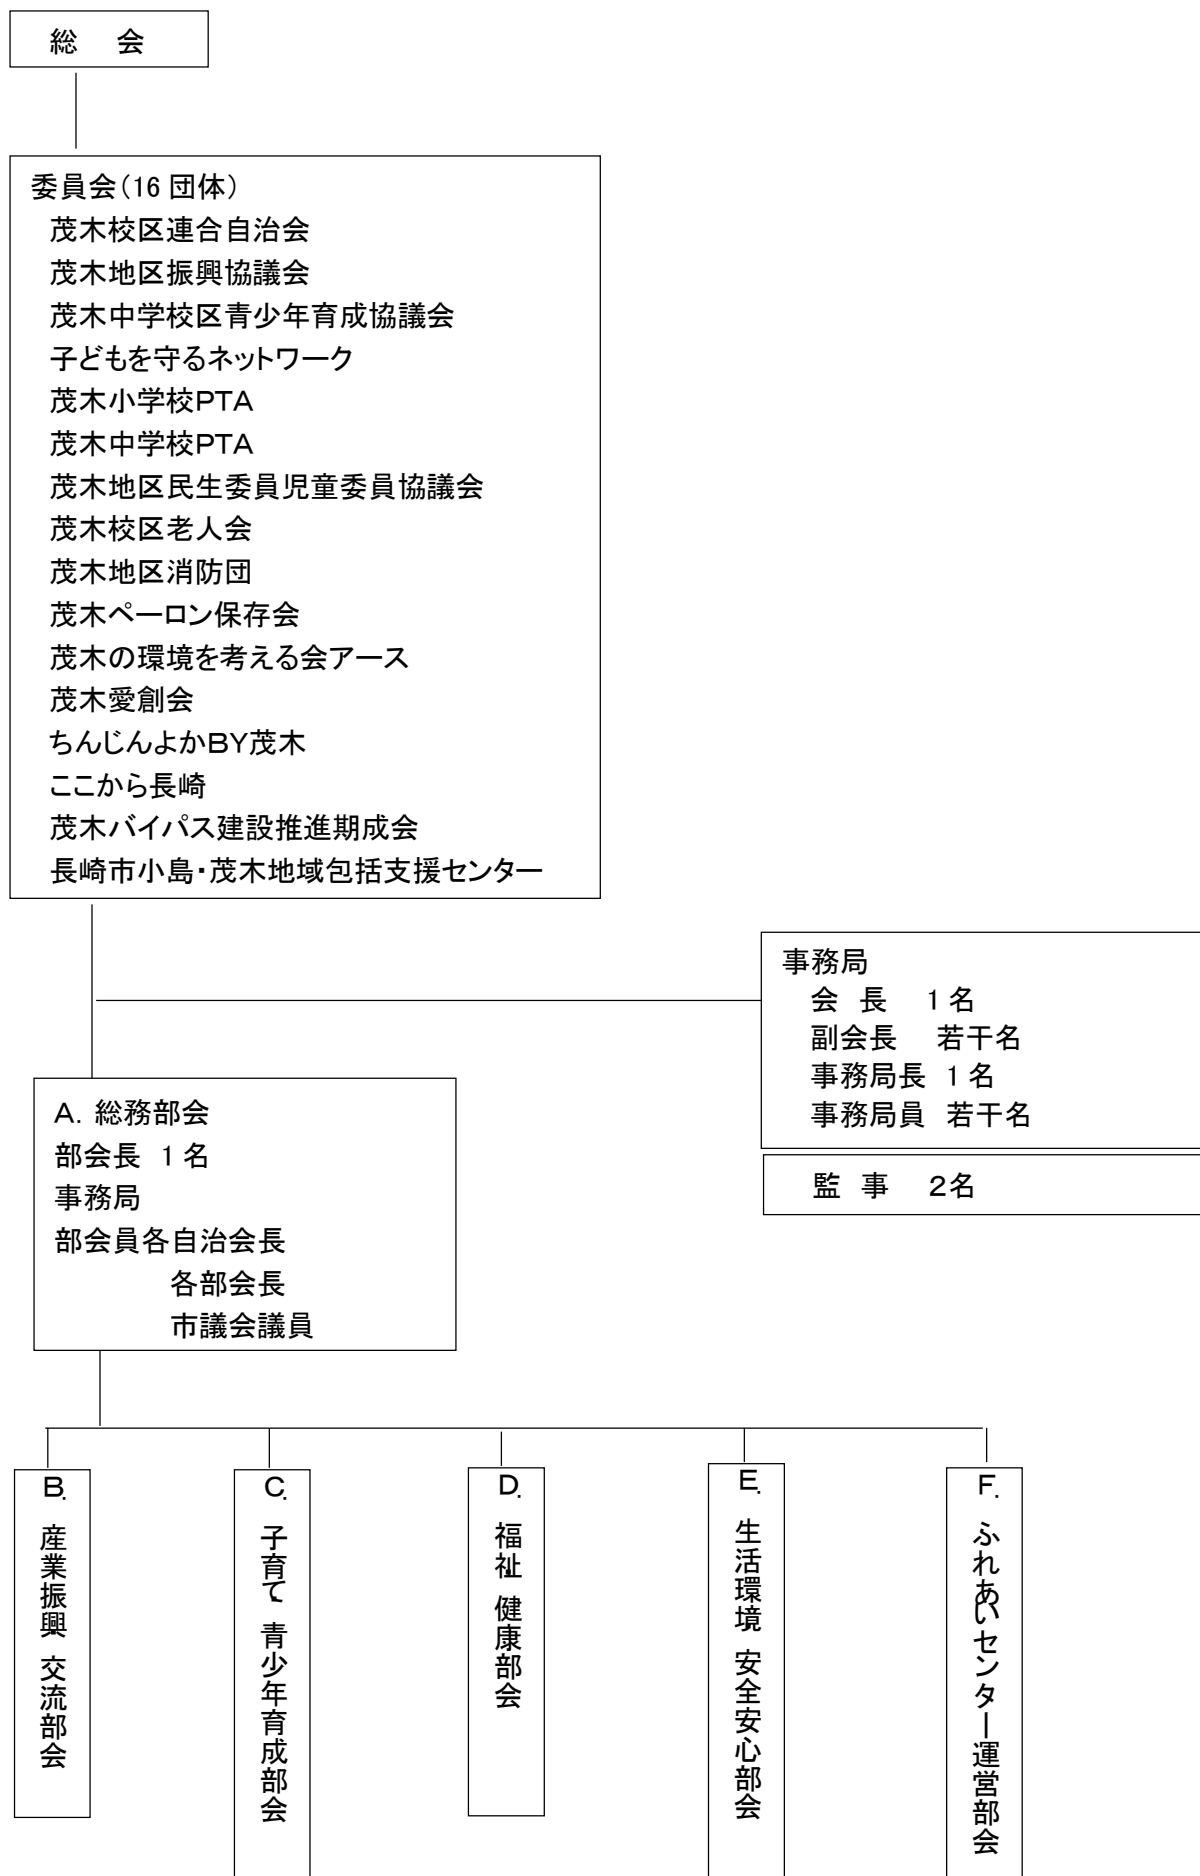 総　会
委員会（16 団体）
茂木校区連合自治会
茂木地区振興協議会
茂木中学校区青少年育成協議会
子どもを守るネットワーク
茂木小学校ＰＴＡ
茂木中学校ＰＴＡ
茂木地区民生委員児童委員協議会
茂木校区老人会
茂木地区消防団
茂木ペーロン保存会
茂木の環境を考える会アース
茂木愛創会
ちんじんよかＢＹ茂木
ここから長崎
茂木バイパス建設推進期成会
長崎市小島・茂木地域包括支援センター
事務局
会　長　　1 名
副会長　　若干名
事務局長　1 名
事務局員　若干名
監　事　　２名
Ａ．総務部会
部会長　1 名
事務局
部会員各自治会長
各部会長
市議会議員
Ｂ．産業振興・交流部会
Ｃ．子育て・青少年育成部会
Ｄ．福祉・健康部会
Ｅ．生活環境・安全安心部会
Ｆ．ふれあいセンター運営部会